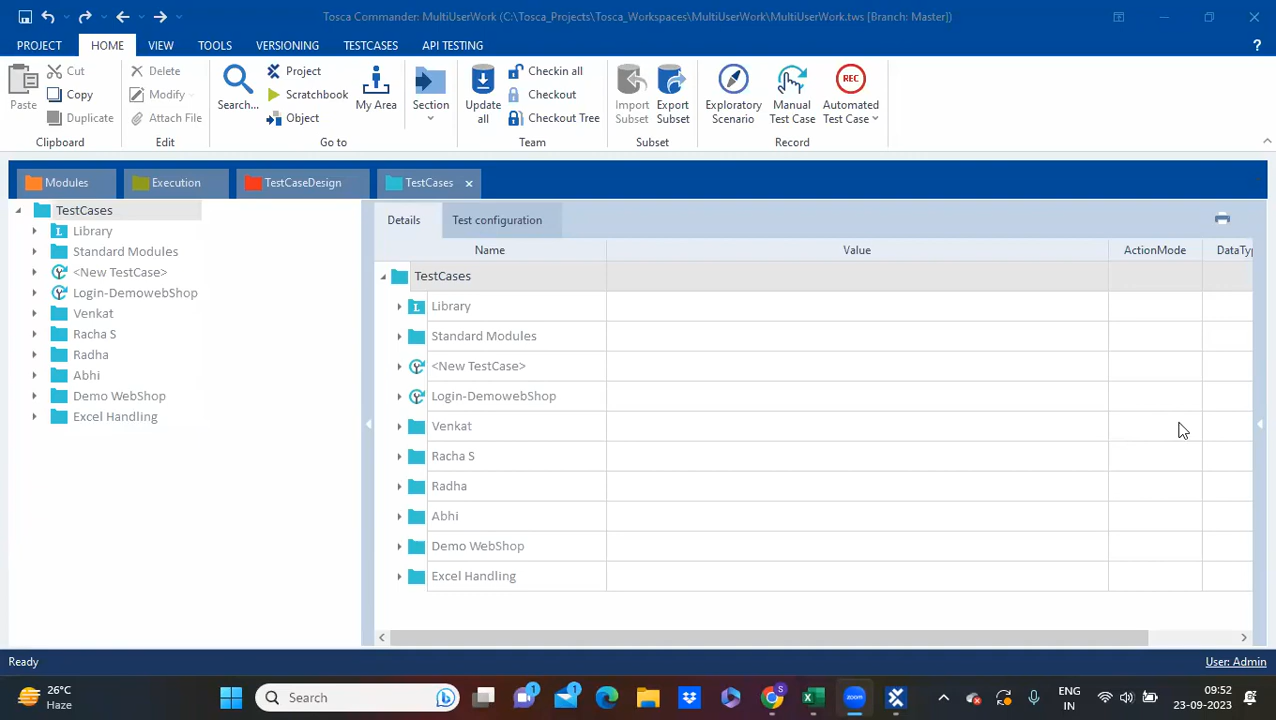 Tosca Commander: MultiUserWork (C:\Tosca_Projects\Tosca_Workspaces\MultiUserWork\MultiUserWork.tws [Branch: Master])
PROJECT HOME VIEW TOOLS VERSIONING TESTCASES API TESTING ?
Paste
Cut
Copy
Duplicate
Clipboard
Delete
Modify
Attach File
Edit
Search...
Project
Scratchbook
Object
My Area
Section
Go to
Update all
Checkin all
Checkout
Checkout Tree
Team
Import Subset
Export Subset
Subset
Exploratory Scenario
Manual Test Case
REC
Automated Test Case
Record
Modules Execution TestCaseDesign TestCases
TestCases
L Library
Standard Modules
<New TestCase>
Login-DemowebShop
Venkat
Racha S
Radha
Abhi
Demo WebShop
Excel Handling
Details Test configuration
Name Value ActionMode DataTyp
TestCases
L Library
Standard Modules
<New TestCase>
Login-DemowebShop
Venkat
Racha S
Radha
Abhi
Demo WebShop
Excel Handling
Ready User: Admin
26°C
Haze
Search
1
1
S
zoom
ENG
IN
09:52
23-09-2023